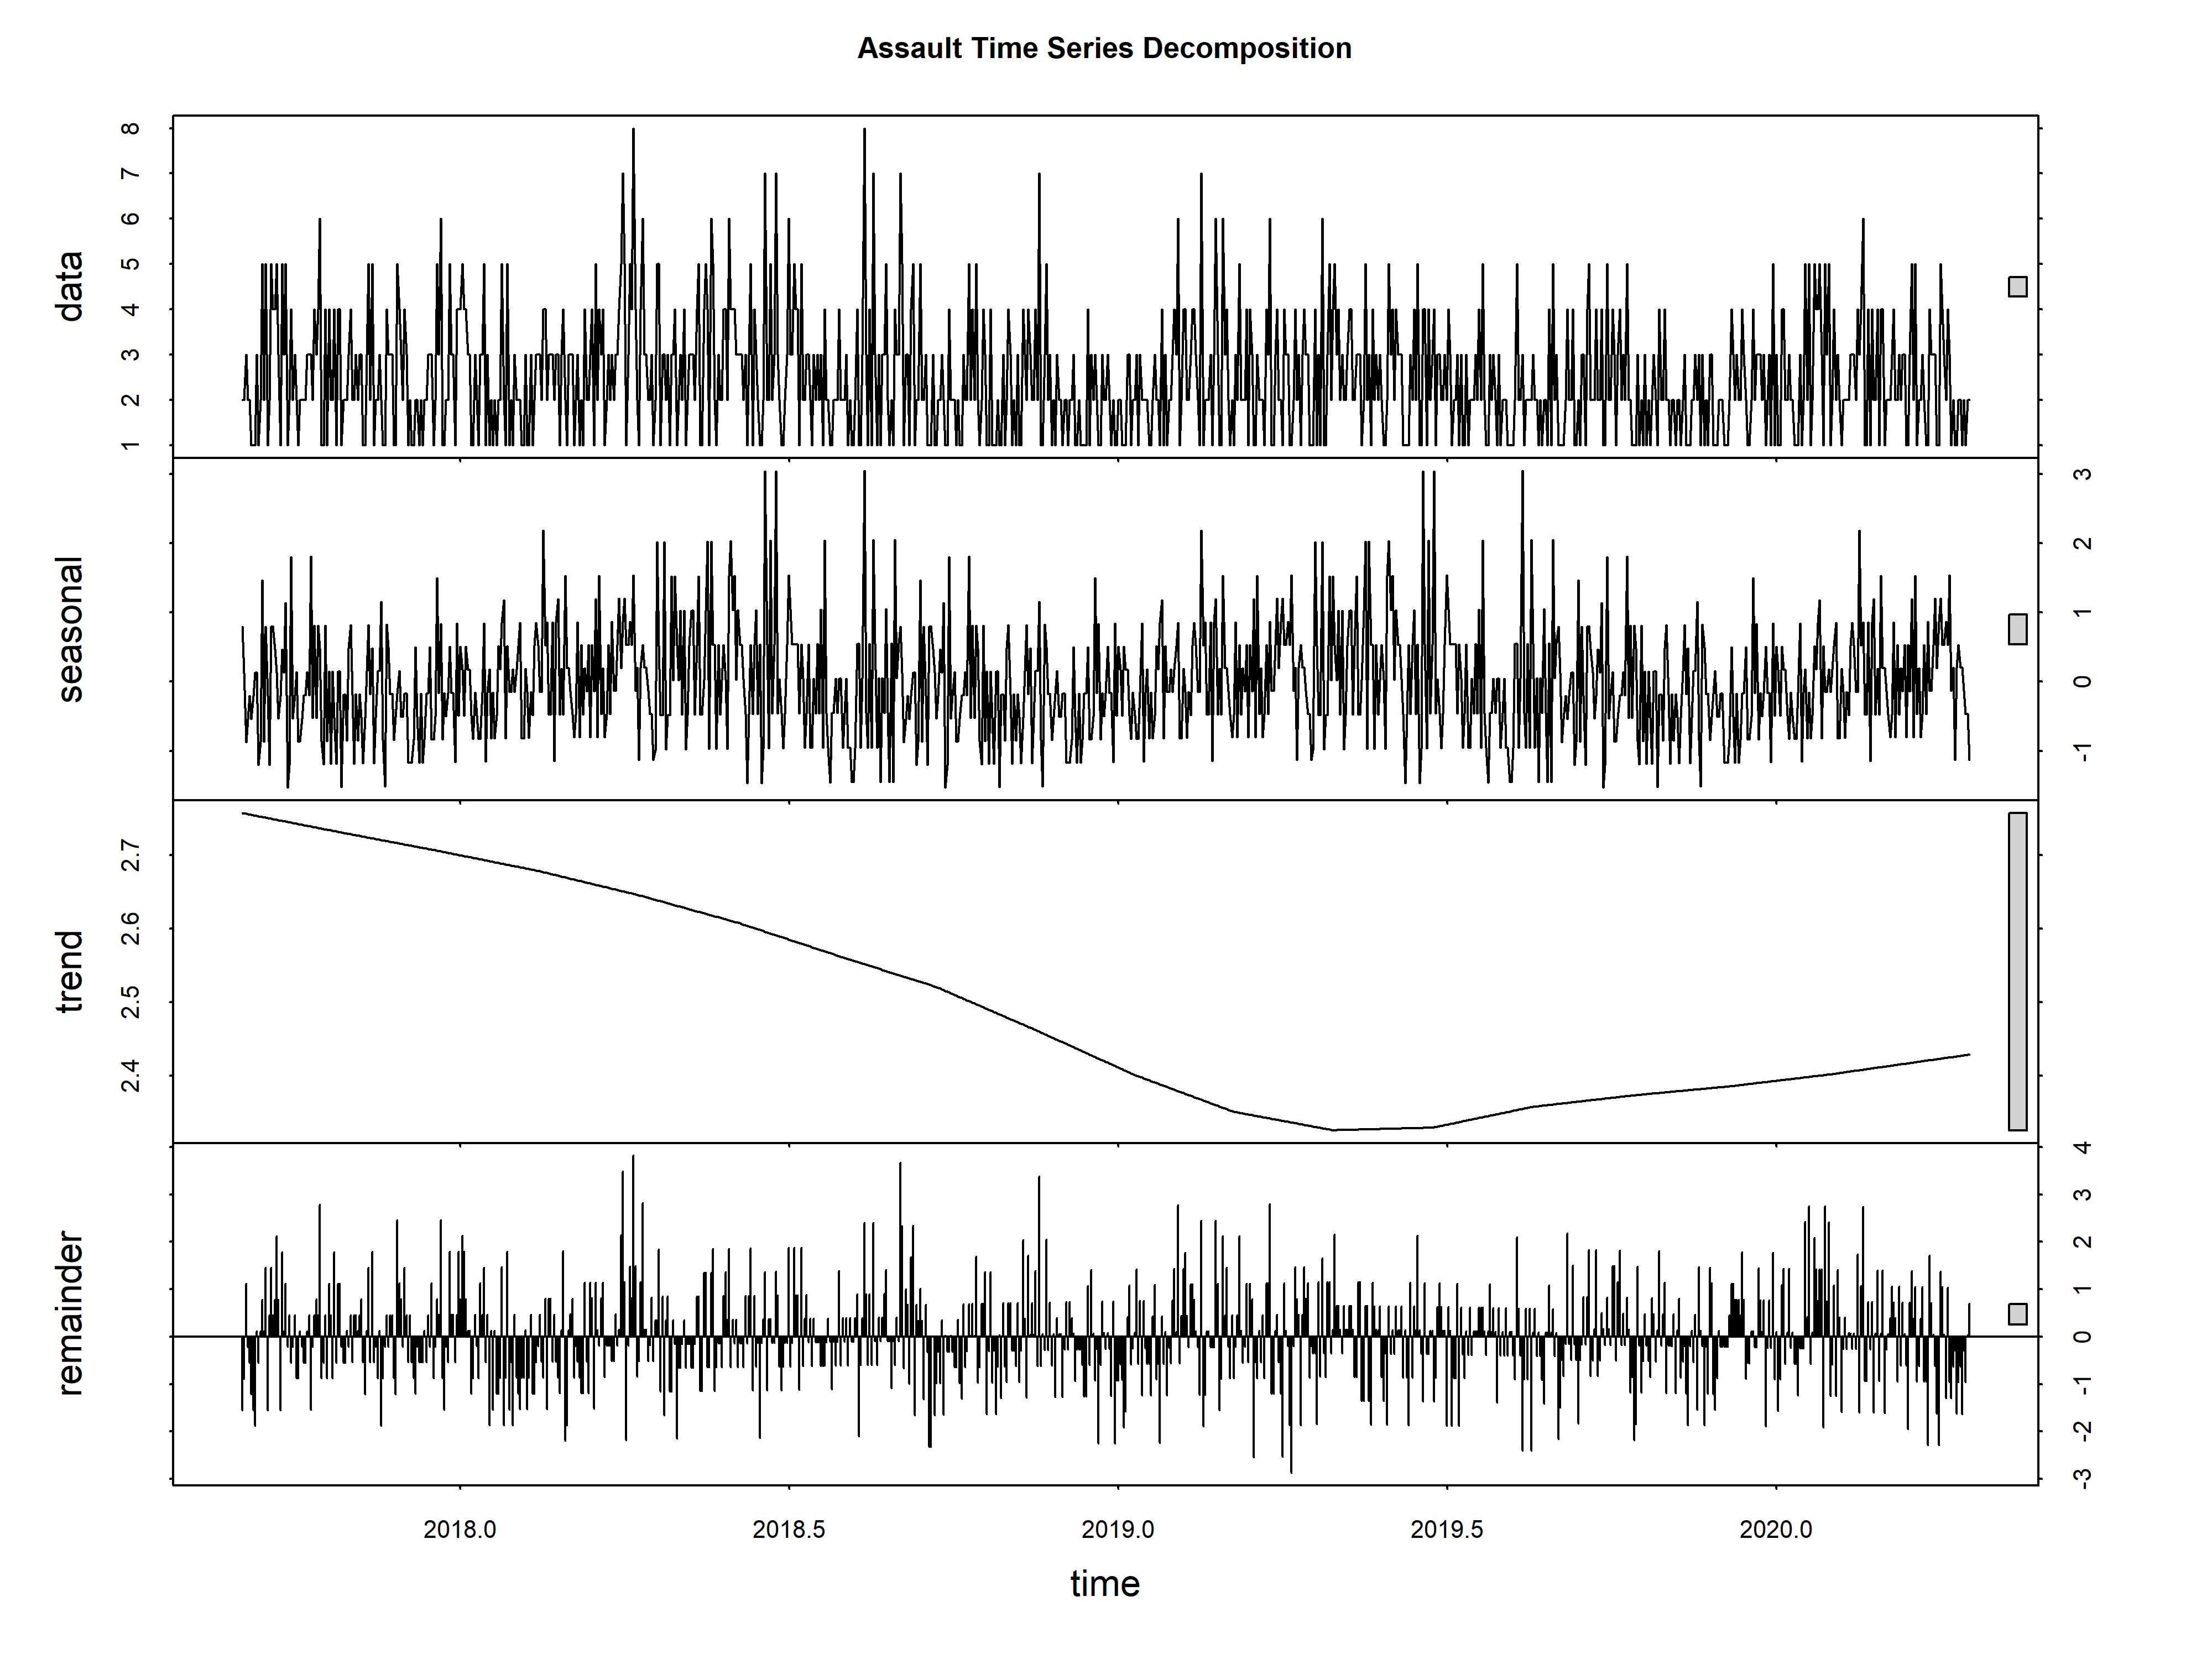 Assault Time Series Decomposition
data
1 2 3 4 5 6 7 8
seasonal
-1 0 1 2 3
trend
2.4 2.5 2.6 2.7
remainder
-3 -2 -1 0 1 2 3 4
2018.0 2018.5 2019.0 2019.5 2020.0
time